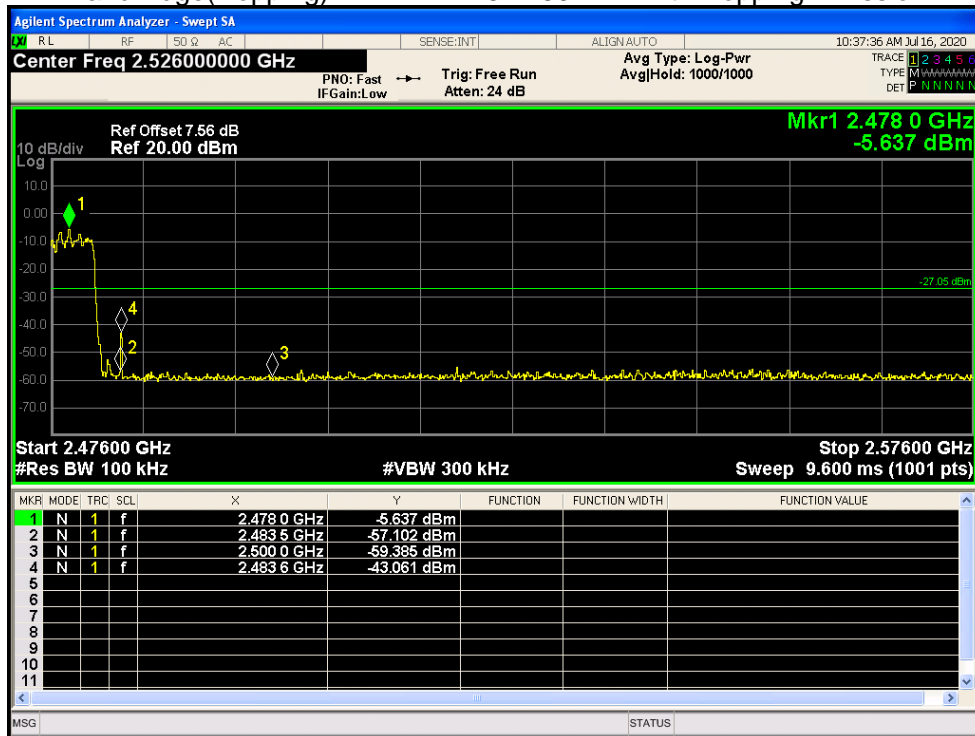 Agilent Spectrum Analyzer - Swept SA
LXI RL RF 50 Ω AC SENSE:INT ALIGN AUTO 10:37:36 AM Jul 16, 2020
Center Freq 2.526000000 GHz
PNO: Fast
IFGain:Low
Trig: Free Run
Atten: 24 dB
Avg Type: Log-Pwr
Avg|Hold: 1000/1000
TRACE 1 2 3 4 5 6
TYPE M
DET P N N N N N
Mkr1 2.478 0 GHz
-5.637 dBm
Ref Offset 7.56 dB
10 dB/div Ref 20.00 dBm
Log
10.0
0.00
-10.0
-20.0
-30.0
-40.0
-50.0
-60.0
-70.0
1
4
2
3
-27.05 dBm
Start 2.47600 GHz Stop 2.57600 GHz
#Res BW 100 kHz #VBW 300 kHz Sweep 9.600 ms (1001 pts)
MKR MODE TRC SCL X Y FUNCTION FUNCTION WIDTH FUNCTION VALUE
1 N 1 f 2.478 0 GHz -5.637 dBm
2 N 1 f 2.483 5 GHz -57.102 dBm
3 N 1 f 2.500 0 GHz -59.385 dBm
4 N 1 f 2.483 6 GHz -43.061 dBm
5
6
7
8
9
10
11
MSG STATUS